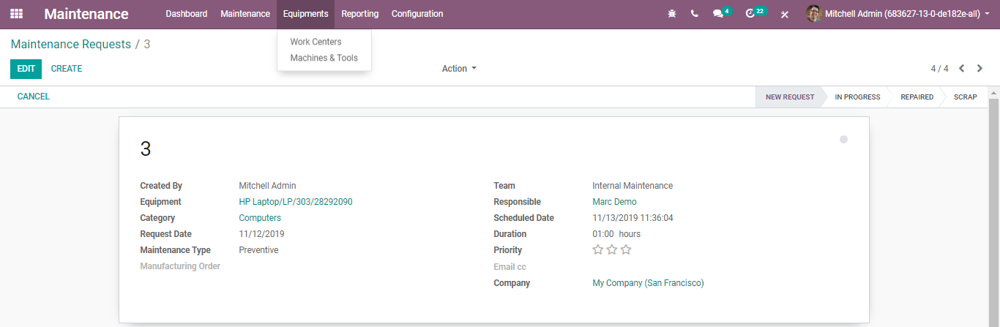 Maintenance Dashboard Maintenance Equipments Reporting Configuration 4 22 Mitchell Admin (683627-13-0-de182e-all)
Work Centers
Machines & Tools
Maintenance Requests / 3
EDIT CREATE Action 4 / 4
CANCEL NEW REQUEST IN PROGRESS REPAIRED SCRAP
3
Created By Mitchell Admin
Equipment HP Laptop/LP/303/28292090
Category Computers
Request Date 11/12/2019
Maintenance Type Preventive
Manufacturing Order
Team Internal Maintenance
Responsible Marc Demo
Scheduled Date 11/13/2019 11:36:04
Duration 01:00 hours
Priority
Email cc
Company My Company (San Francisco)